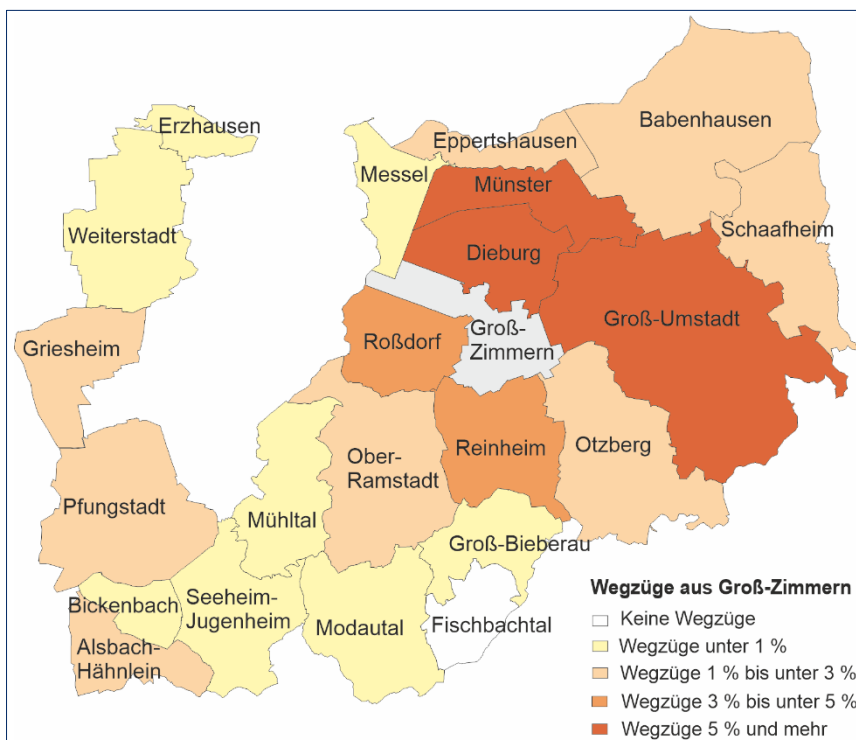 Erzhausen
Eppertshausen
Babenhausen
Messel
Münster
Weiterstadt
Schaafheim
Dieburg
Groß-Umstadt
Griesheim
Roßdorf
Groß-
Zimmern
Ober-
Ramstadt
Reinheim
Otzberg
Pfungstadt
Mühltal
Groß-Bieberau
Bickenbach
Seeheim-
Jugenheim
Modautal
Fischbachtal
Alsbach-
Hähnlein
Wegzüge aus Groß-Zimmern
Keine Wegzüge
Wegzüge unter 1 %
Wegzüge 1 % bis unter 3 %
Wegzüge 3 % bis unter 5 %
Wegzüge 5 % und mehr